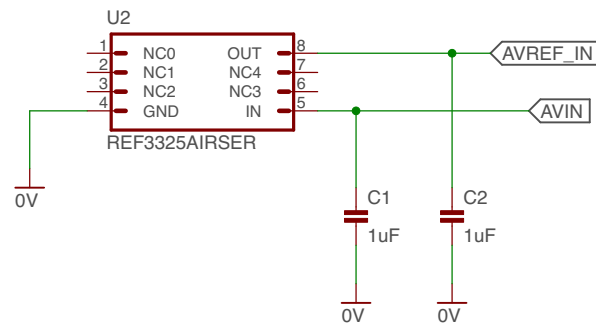 U2
1 NC0 OUT 8
2 NC1 NC4 7
3 NC2 NC3 6
4 GND IN 5
AVREF_IN
AVIN
REF3325AIRSER
0V
C1
1uF
C2
1uF
0V
0V